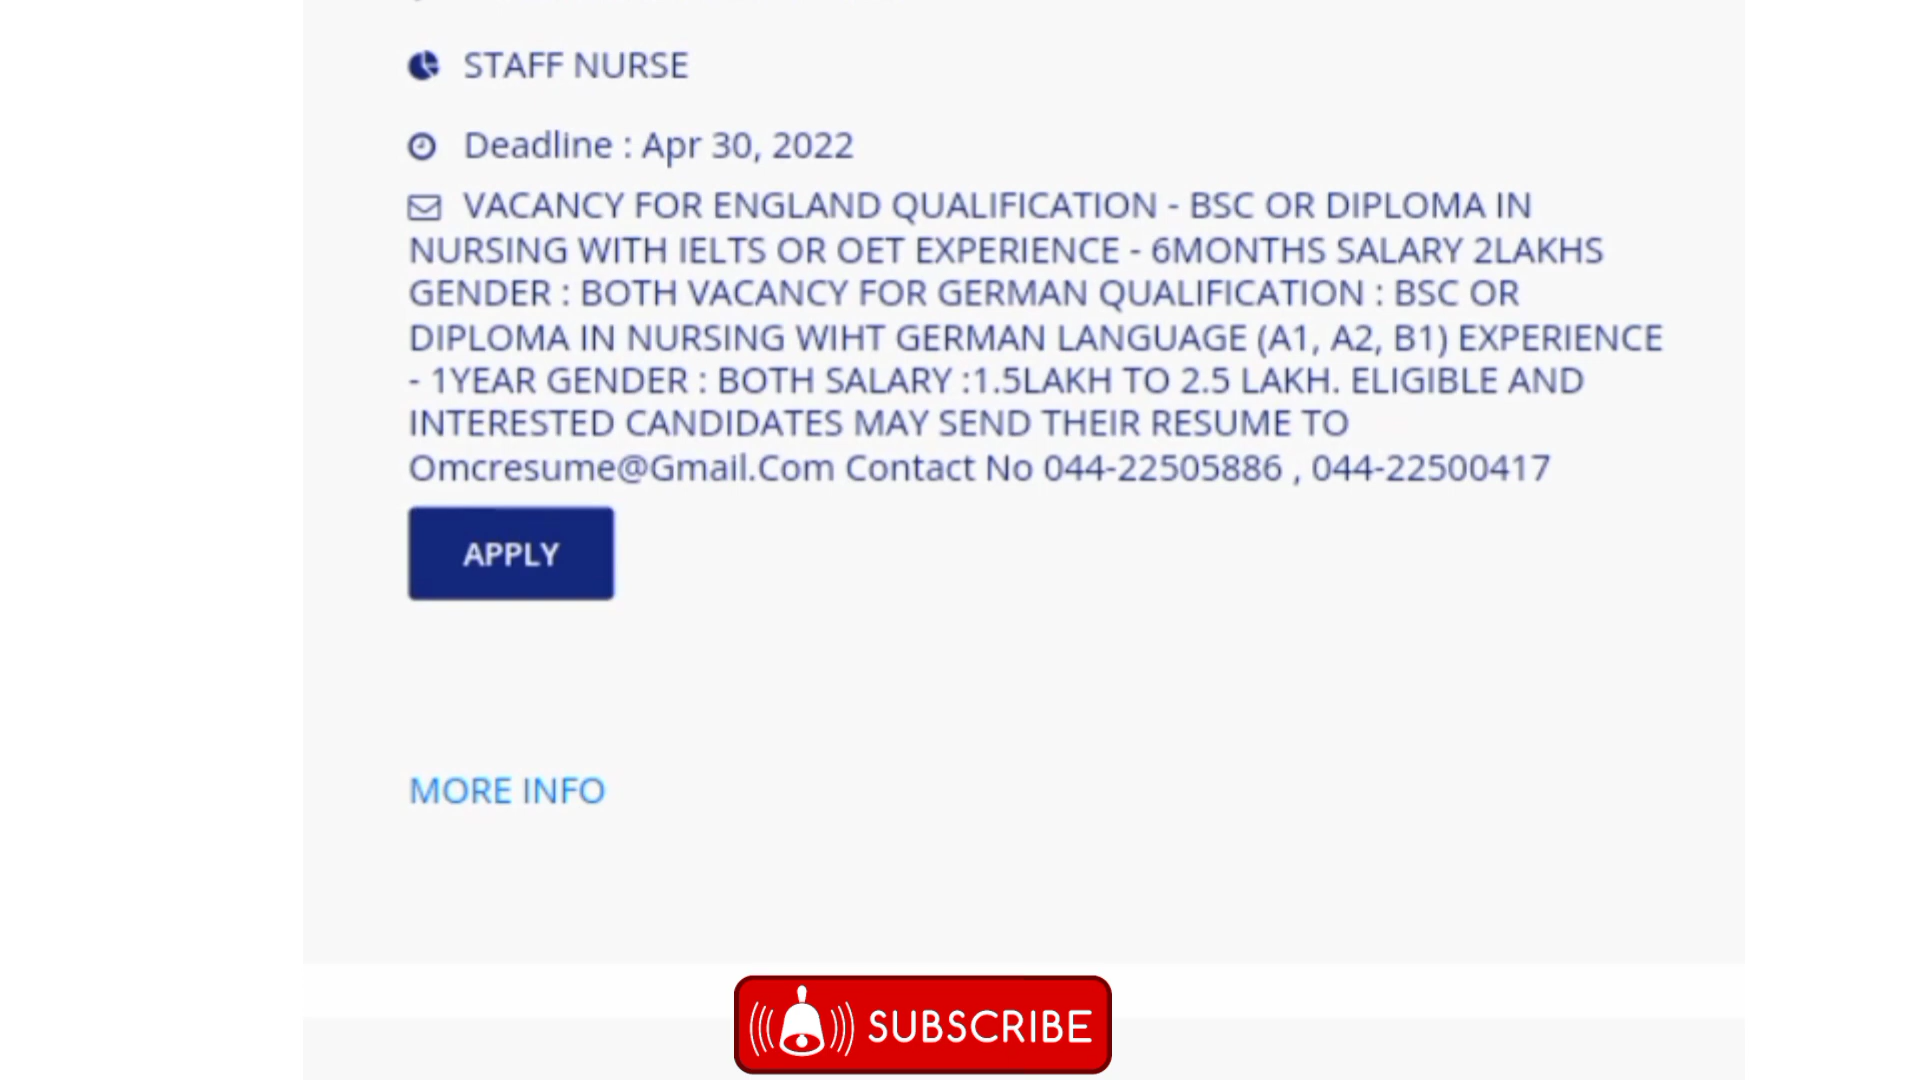 STAFF NURSE
Deadline : Apr 30, 2022
VACANCY FOR ENGLAND QUALIFICATION - BSC OR DIPLOMA IN
NURSING WITH IELTS OR OET EXPERIENCE - 6MONTHS SALARY 2LAKHS
GENDER : BOTH VACANCY FOR GERMAN QUALIFICATION : BSC OR
DIPLOMA IN NURSING WIHT GERMAN LANGUAGE (A1, A2, B1) EXPERIENCE
- 1YEAR GENDER : BOTH SALARY :1.5LAKH TO 2.5 LAKH. ELIGIBLE AND
INTERESTED CANDIDATES MAY SEND THEIR RESUME TO
Omcresume@Gmail.Com Contact No 044-22505886 , 044-22500417
APPLY
MORE INFO
SUBSCRIBE